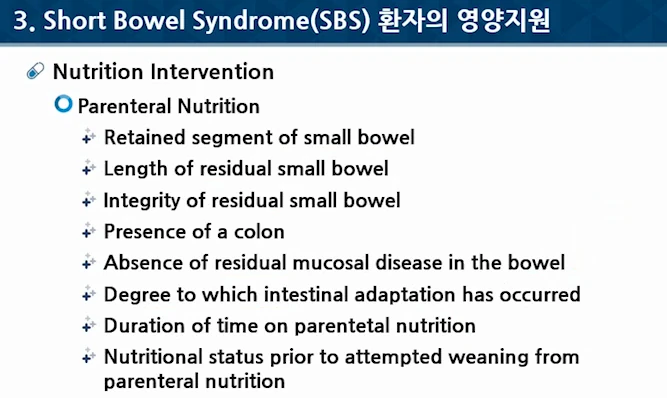 3. Short Bowel Syndrome(SBS) 환자의 영양지원
Nutrition Intervention
Parenteral Nutrition
Retained segment of small bowel
Length of residual small bowel
Integrity of residual small bowel
Presence of a colon
Absence of residual mucosal disease in the bowel
Degree to which intestinal adaptation has occurred
Duration of time on parentetal nutrition
Nutritional status prior to attempted weaning from
parenteral nutrition